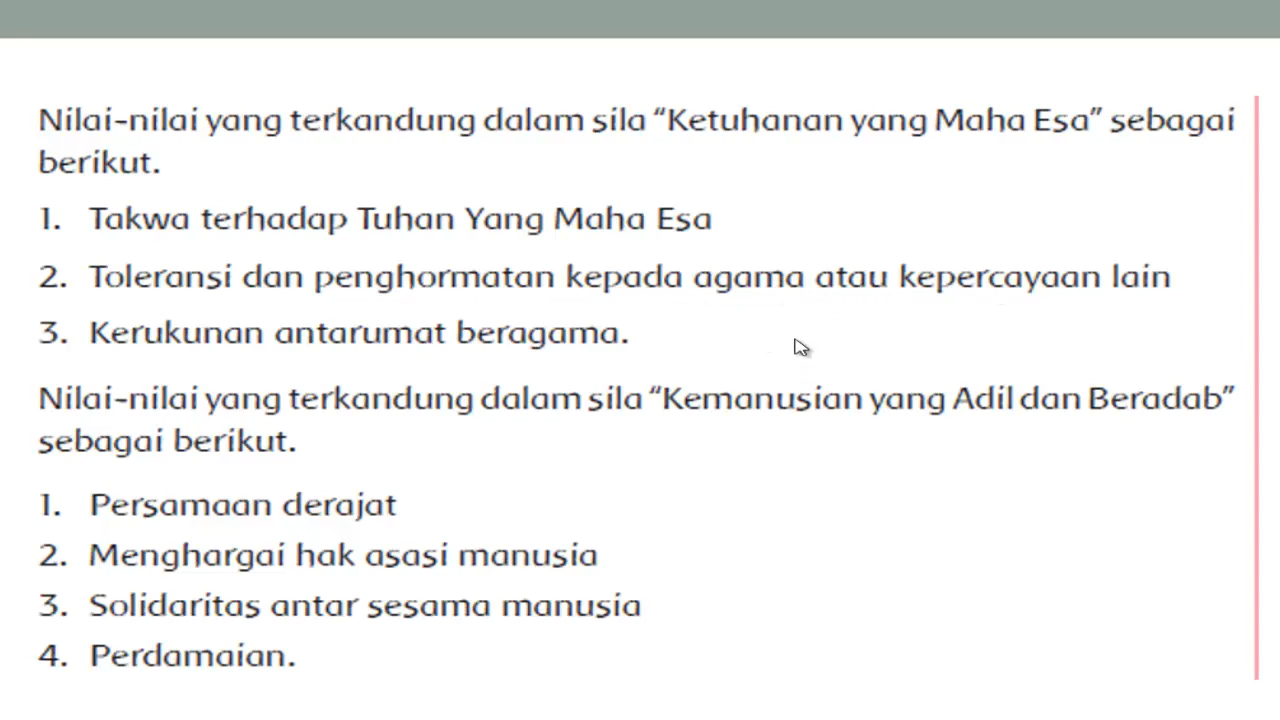 Nilai-nilai yang terkandung dalam sila “Ketuhanan yang Maha Esa” sebagai
berikut.
1. Takwa terhadap Tuhan Yang Maha Esa
2. Toleransi dan penghormatan kepada agama atau kepercayaan lain
3. Kerukunan antarumat beragama.
Nilai-nilai yang terkandung dalam sila “Kemanusian yang Adil dan Beradab”
sebagai berikut.
1. Persamaan derajat
2. Menghargai hak asasi manusia
3. Solidaritas antar sesama manusia
4. Perdamaian.